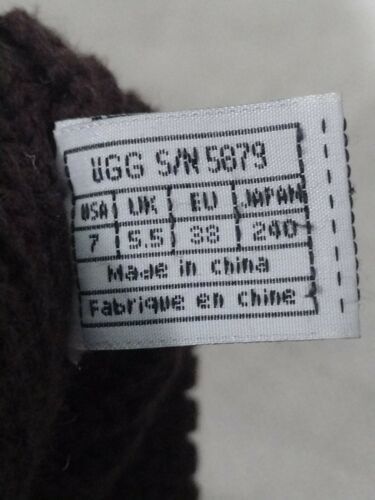 UGG S/N 5879
USA UK EU JAPAN
7 5.5 38 240
Made in china
Fabrique en chine